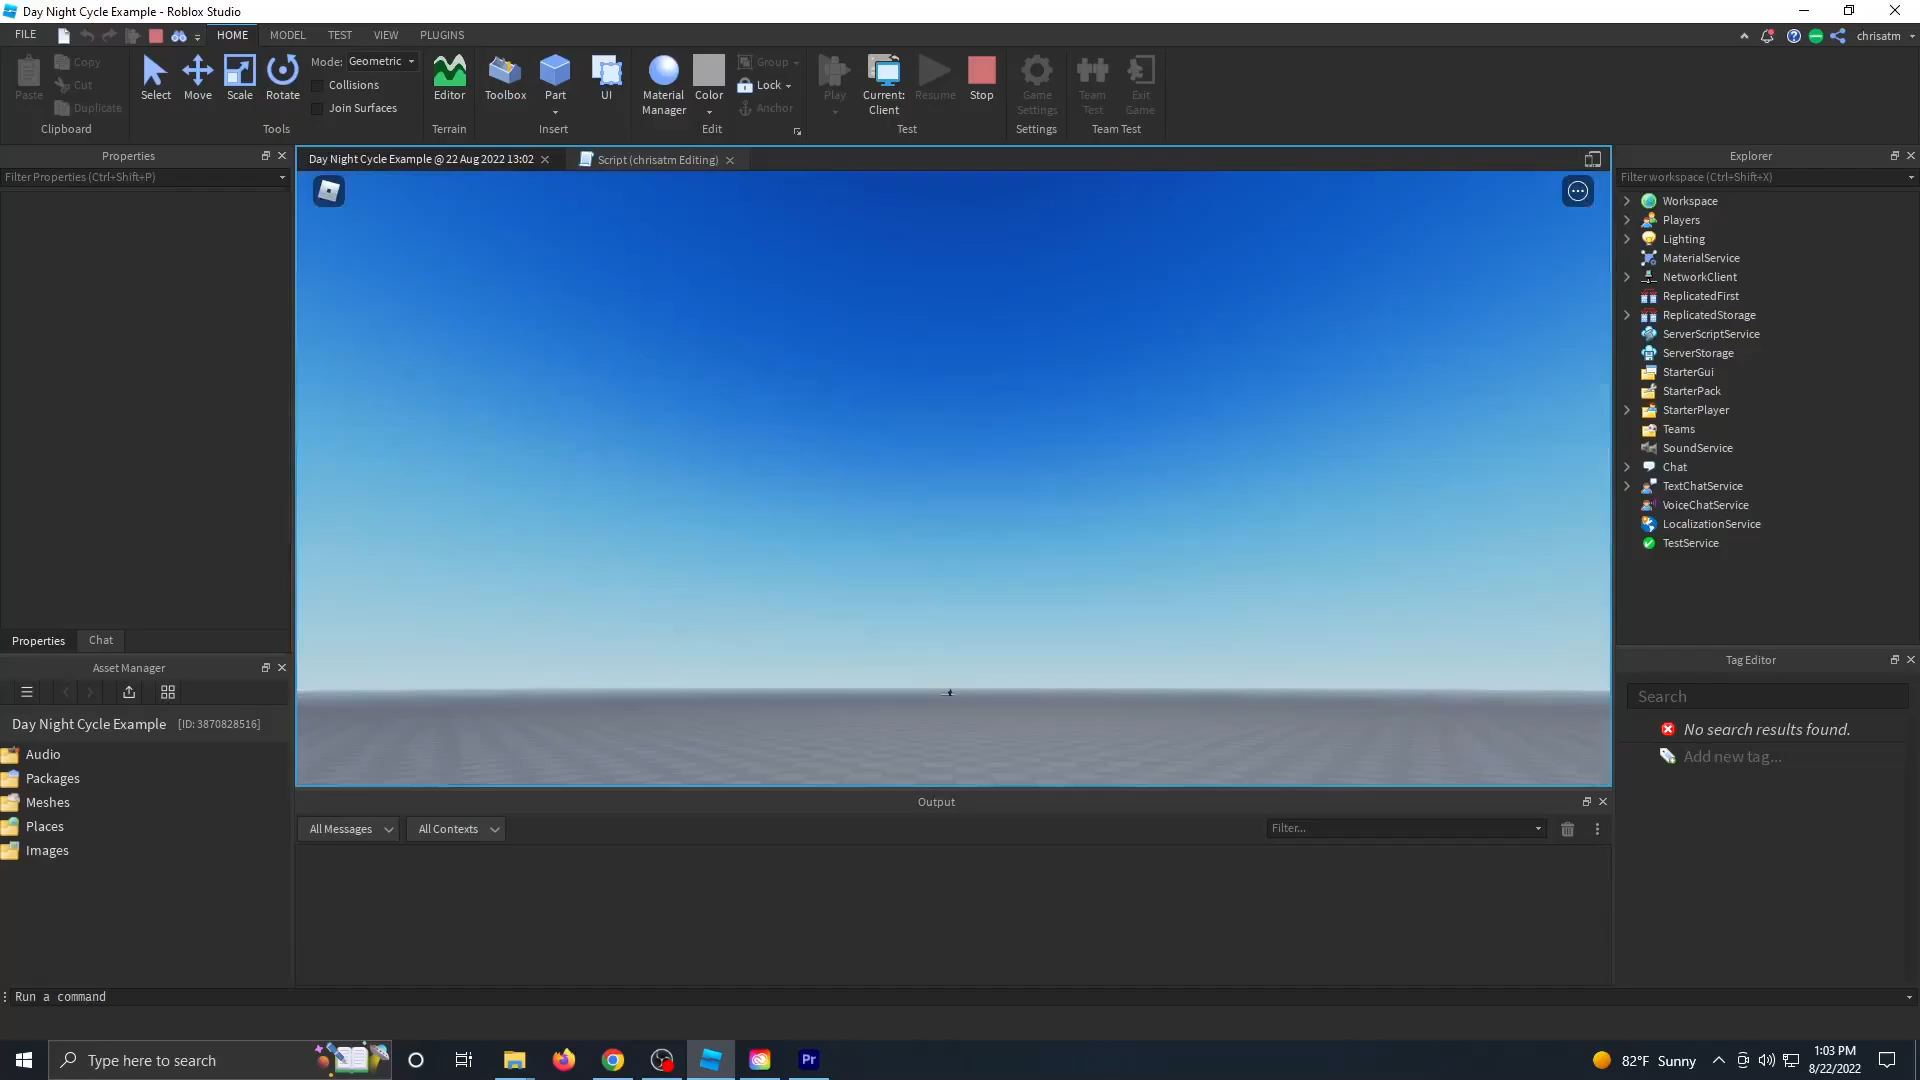 Day Night Cycle Example - Roblox Studio
FILE
HOME
MODEL
TEST
VIEW
PLUGINS
chrisatm
Paste
Copy
Cut
Duplicate
Clipboard
Select
Move
Scale
Rotate
Mode: Geometric
Collisions
Join Surfaces
Tools
Editor
Terrain
Toolbox
Part
UI
Insert
Material
Manager
Color
Group
Lock
Anchor
Edit
Play
Current:
Client
Resume
Stop
Test
Game
Settings
Settings
Team
Test
Exit
Game
Team Test
Properties
Filter Properties (Ctrl+Shift+P)
Properties
Chat
Asset Manager
Day Night Cycle Example [ID: 3870828516]
Audio
Packages
Meshes
Places
Images
Day Night Cycle Example @ 22 Aug 2022 13:02
Script (chrisatm Editing)
Output
All Messages
All Contexts
Filter...
Explorer
Filter workspace (Ctrl+Shift+X)
Workspace
Players
Lighting
MaterialService
NetworkClient
ReplicatedFirst
ReplicatedStorage
ServerScriptService
ServerStorage
StarterGui
StarterPack
StarterPlayer
Teams
SoundService
Chat
TextChatService
VoiceChatService
LocalizationService
TestService
Tag Editor
Search
No search results found.
Add new tag...
Run a command
Type here to search
Pr
82°F Sunny
1:03 PM
8/22/2022